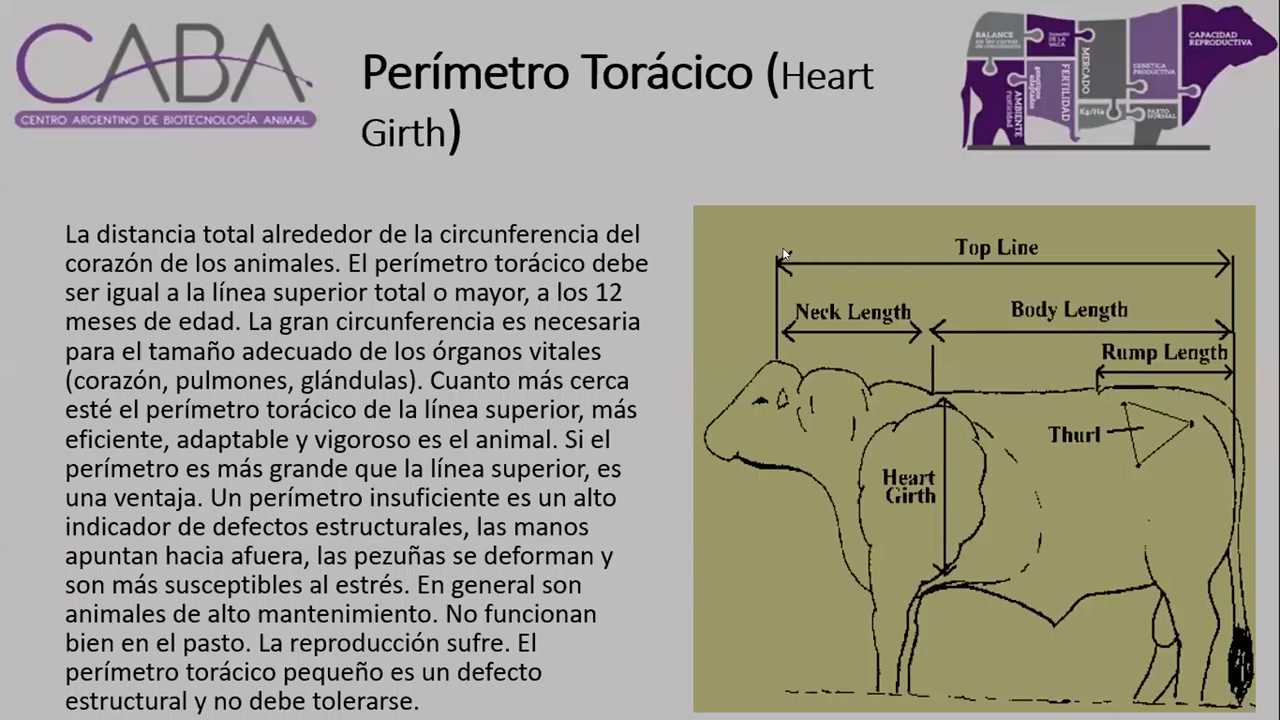 CABA
CENTRO ARGENTINO DE BIOTECNOLOGÍA ANIMAL
Perímetro Torácico (Heart
Girth)
BALANCE
TAMAÑO
DE LA
VACA
MERCADO
GENÉTICA
PRODUCTIVA
CAPACIDAD
REPRODUCTIVA
FERTILIDAD
AMBIENTE
rusticidad
Kg/Ha
PARTO
NORMAL
La distancia total alrededor de la circunferencia del
corazón de los animales. El perímetro torácico debe
ser igual a la línea superior total o mayor, a los 12
meses de edad. La gran circunferencia es necesaria
para el tamaño adecuado de los órganos vitales
(corazón, pulmones, glándulas). Cuanto más cerca
esté el perímetro torácico de la línea superior, más
eficiente, adaptable y vigoroso es el animal. Si el
perímetro es más grande que la línea superior, es
una ventaja. Un perímetro insuficiente es un alto
indicador de defectos estructurales, las manos
apuntan hacia afuera, las pezuñas se deforman y
son más susceptibles al estrés. En general son
animales de alto mantenimiento. No funcionan
bien en el pasto. La reproducción sufre. El
perímetro torácico pequeño es un defecto
estructural y no debe tolerarse.
Top Line
Neck Length
Body Length
Rump Length
Thurl
Heart
Girth